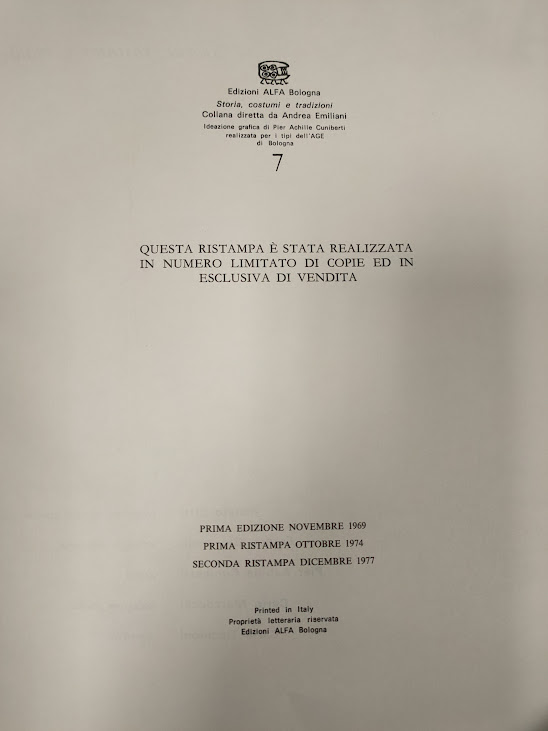 Edizioni ALFA Bologna
Storia, costumi e tradizioni
Collana diretta da Andrea Emiliani
Ideazione grafica di Pier Achille Cuniberti
realizzata per i tipi dell'AGE
di Bologna
7
QUESTA RISTAMPA È STATA REALIZZATA
IN NUMERO LIMITATO DI COPIE ED IN
ESCLUSIVA DI VENDITA
PRIMA EDIZIONE NOVEMBRE 1969
PRIMA RISTAMPA OTTOBRE 1974
SECONDA RISTAMPA DICEMBRE 1977
Printed in Italy
Proprietà letteraria riservata
Edizioni ALFA Bologna